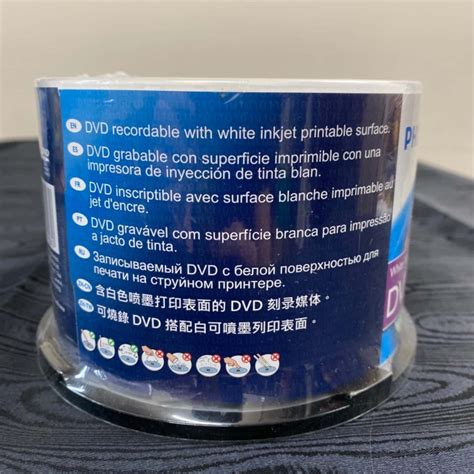 EN DVD recordable with white inkjet printable surface.
ES DVD grabable con superficie imprimible con una
impresora de inyección de tinta blan.
FR DVD inscriptible avec surface blanche imprimable au
jet d'encre.
PT DVD gravável com superfície branca para impressão
a jacto de tinta.
RU Записываемый DVD с белой поверхностью для
печати на струйном принтере.
含白色喷墨打印表面的 DVD 刻录媒体。
可燒錄 DVD 搭配白可噴墨列印表面。